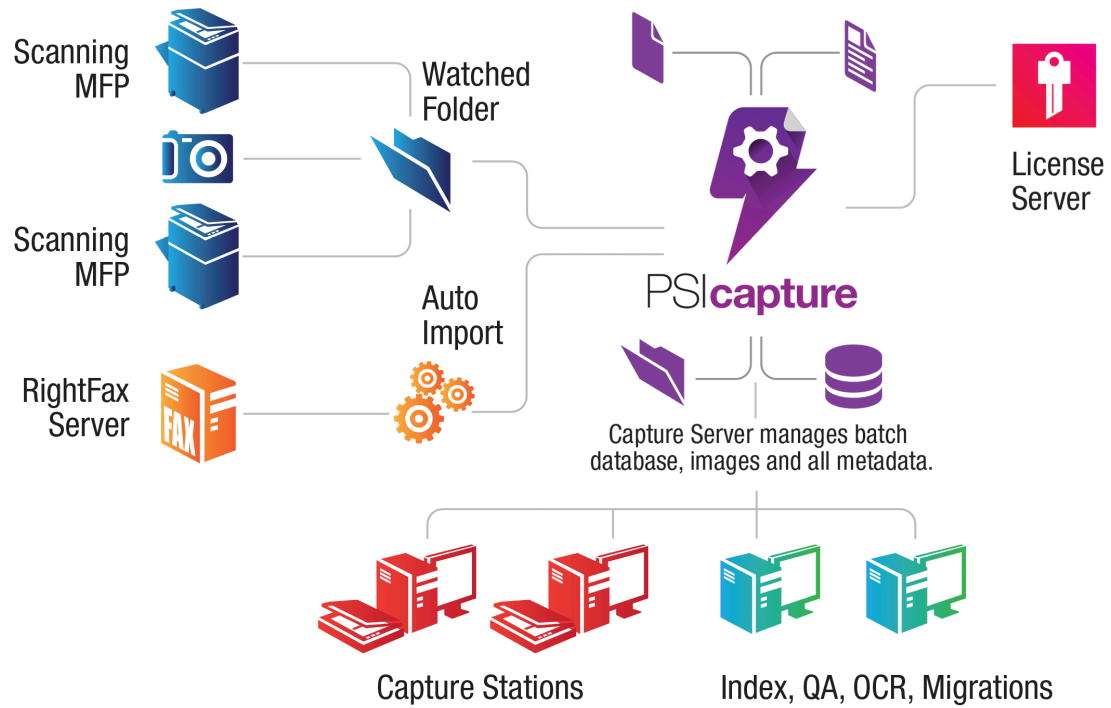 Scanning
MFP
Watched
Folder
License
Server
Scanning
MFP
PSIcapture
Auto
Import
RightFax
Server
FAX
Capture Server manages batch
database, images and all metadata.
Capture Stations
Index, QA, OCR, Migrations